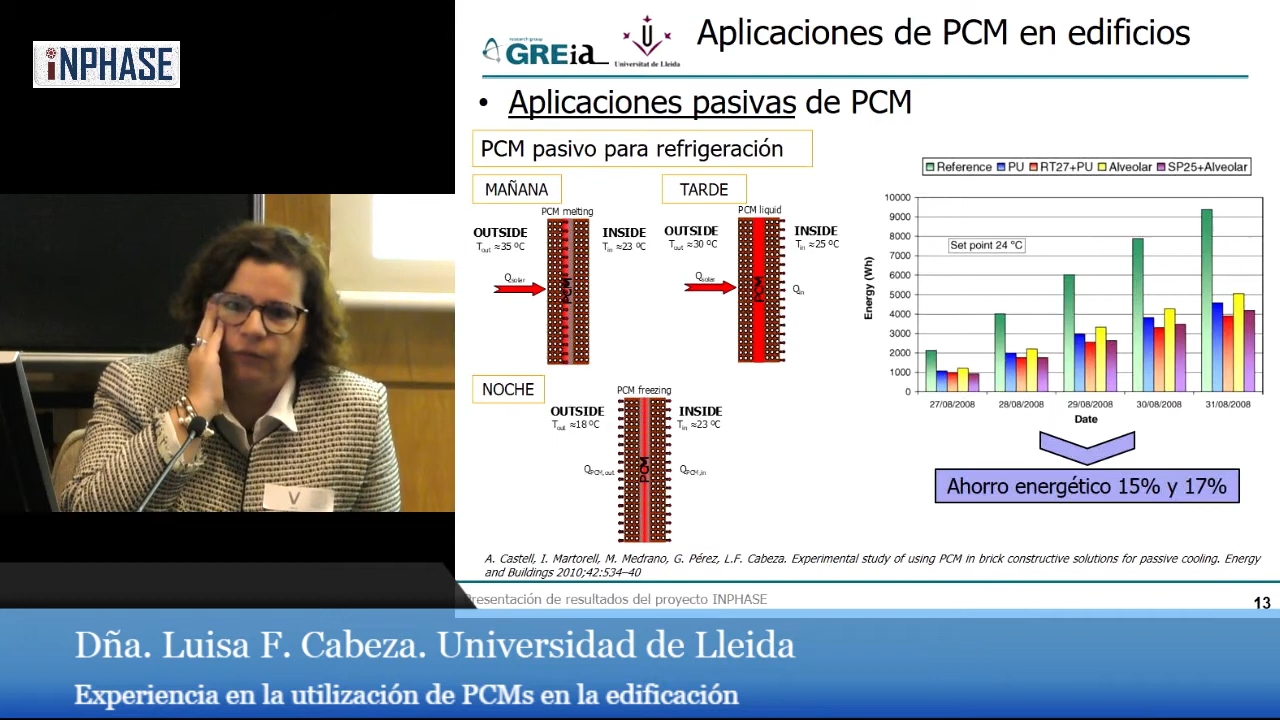 iNPHASE
research group
GREiA
Universitat de Lleida
Aplicaciones de PCM en edificios
• Aplicaciones pasivas de PCM
PCM pasivo para refrigeración
MAÑANA
PCM melting
OUTSIDE
Tout ≈35 ºC
INSIDE
Tin ≈23 ºC
Qsolar
PCM
TARDE
PCM liquid
OUTSIDE
Tout ≈30 ºC
INSIDE
Tin ≈25 ºC
Qsolar
PCM
Qin
NOCHE
PCM freezing
OUTSIDE
Tout ≈18 ºC
INSIDE
Tin ≈23 ºC
QPCM,out
PCM
QPCM,in
Reference PU RT27+PU Alveolar SP25+Alveolar
Set point 24 °C
Energy (Wh)
10000
9000
8000
7000
6000
5000
4000
3000
2000
1000
0
27/08/2008 28/08/2008 29/08/2008 30/08/2008 31/08/2008
Date
Ahorro energético 15% y 17%
A. Castell, I. Martorell, M. Medrano, G. Pérez, L.F. Cabeza. Experimental study of using PCM in brick constructive solutions for passive cooling. Energy
and Buildings 2010;42:534–40
Presentación de resultados del proyecto INPHASE
13
V
Dña. Luisa F. Cabeza. Universidad de Lleida
Experiencia en la utilización de PCMs en la edificación